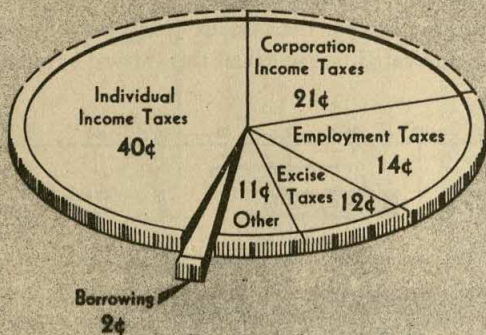 Corporation
Income Taxes
21¢
Individual
Income Taxes
40¢
Employment Taxes
14¢
Excise
Taxes 12¢
11¢
Other
Borrowing
2¢